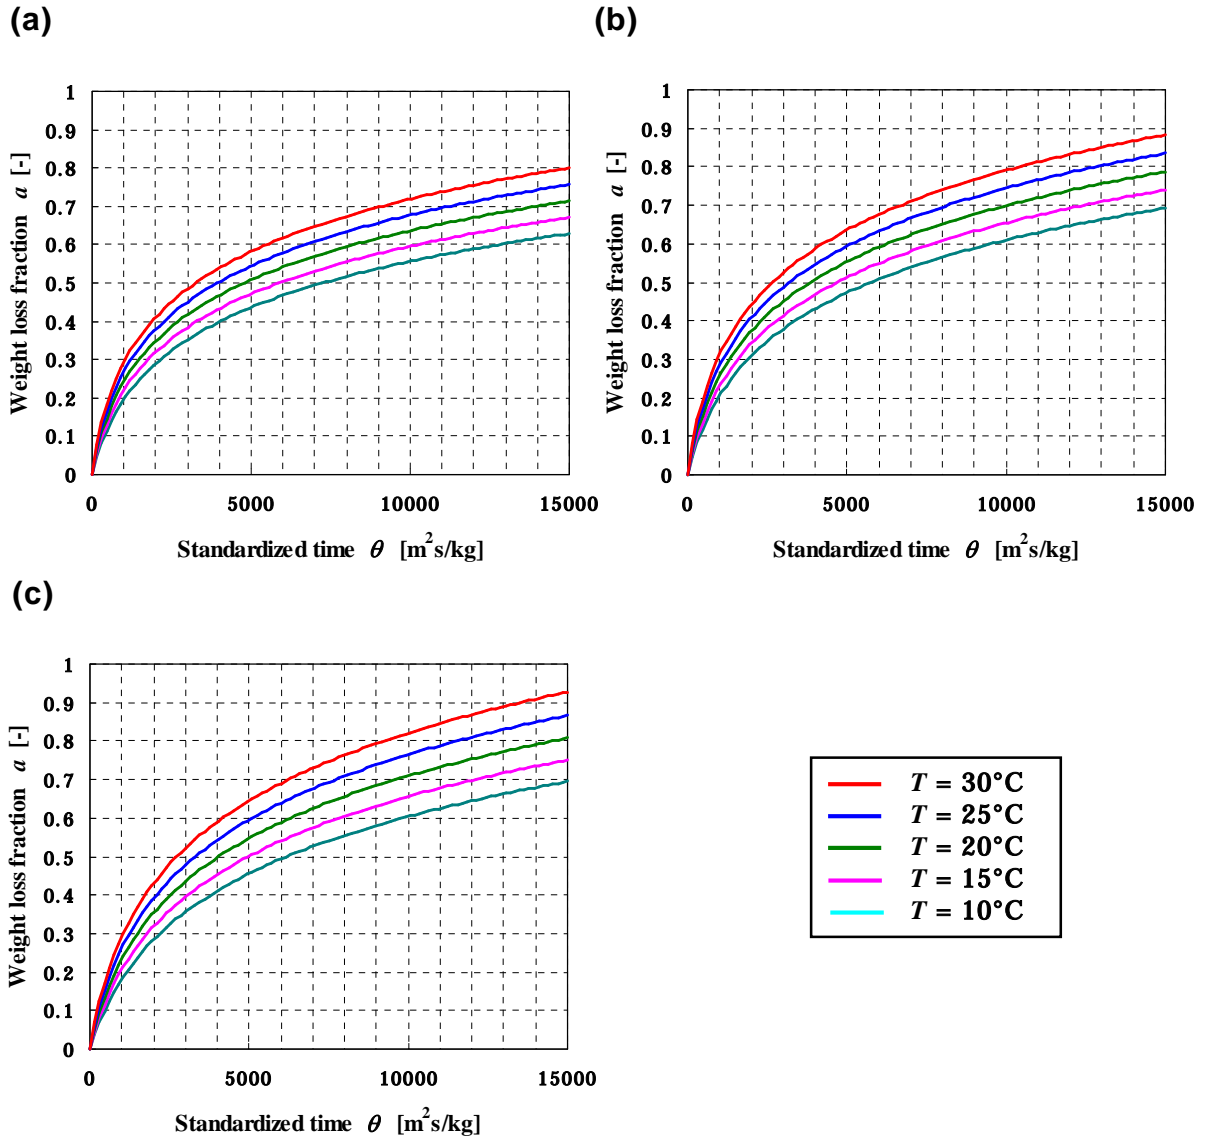 (a)
1
0.9
0.8
0.7
0.6
0.5
0.4
0.3
0.2
0.1
0
Weight loss fraction a [-]
0 5000 10000 15000
Standardized time θ [m²s/kg]
(b)
1
0.9
0.8
0.7
0.6
0.5
0.4
0.3
0.2
0.1
0
Weight loss fraction a [-]
0 5000 10000 15000
Standardized time θ [m²s/kg]
(c)
1
0.9
0.8
0.7
0.6
0.5
0.4
0.3
0.2
0.1
0
Weight loss fraction a [-]
0 5000 10000 15000
Standardized time θ [m²s/kg]
T = 30°C
T = 25°C
T = 20°C
T = 15°C
T = 10°C